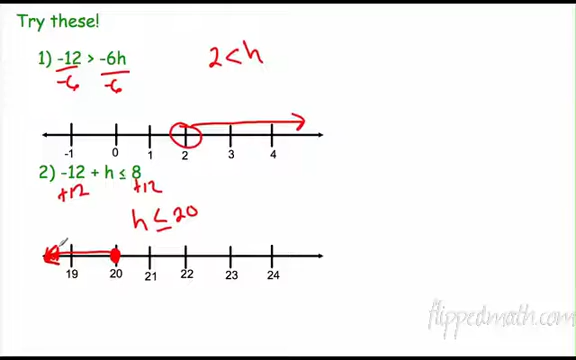 Try these!
1) -12 > -6h
-6 -6
2 < h
-1 0 1 2 3 4
2) -12 + h ≤ 8
+12 +12
h ≤ 20
19 20 21 22 23 24
flippedmath.com